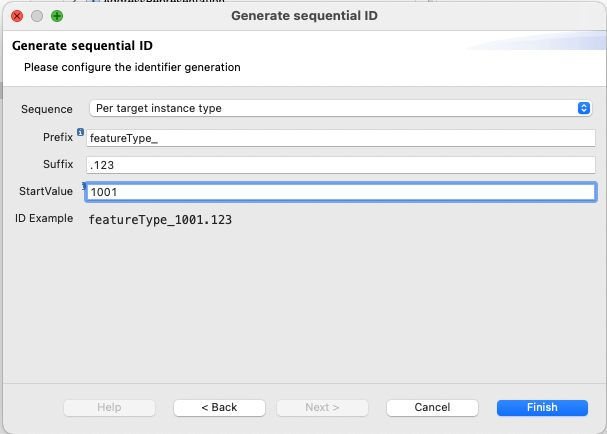 AddressRepresentation
Generate sequential ID
Generate sequential ID
Please configure the identifier generation
Sequence Per target instance type
Prefix featureType_
Suffix .123
StartValue 1001
ID Example featureType_1001.123
Help < Back Next > Cancel Finish